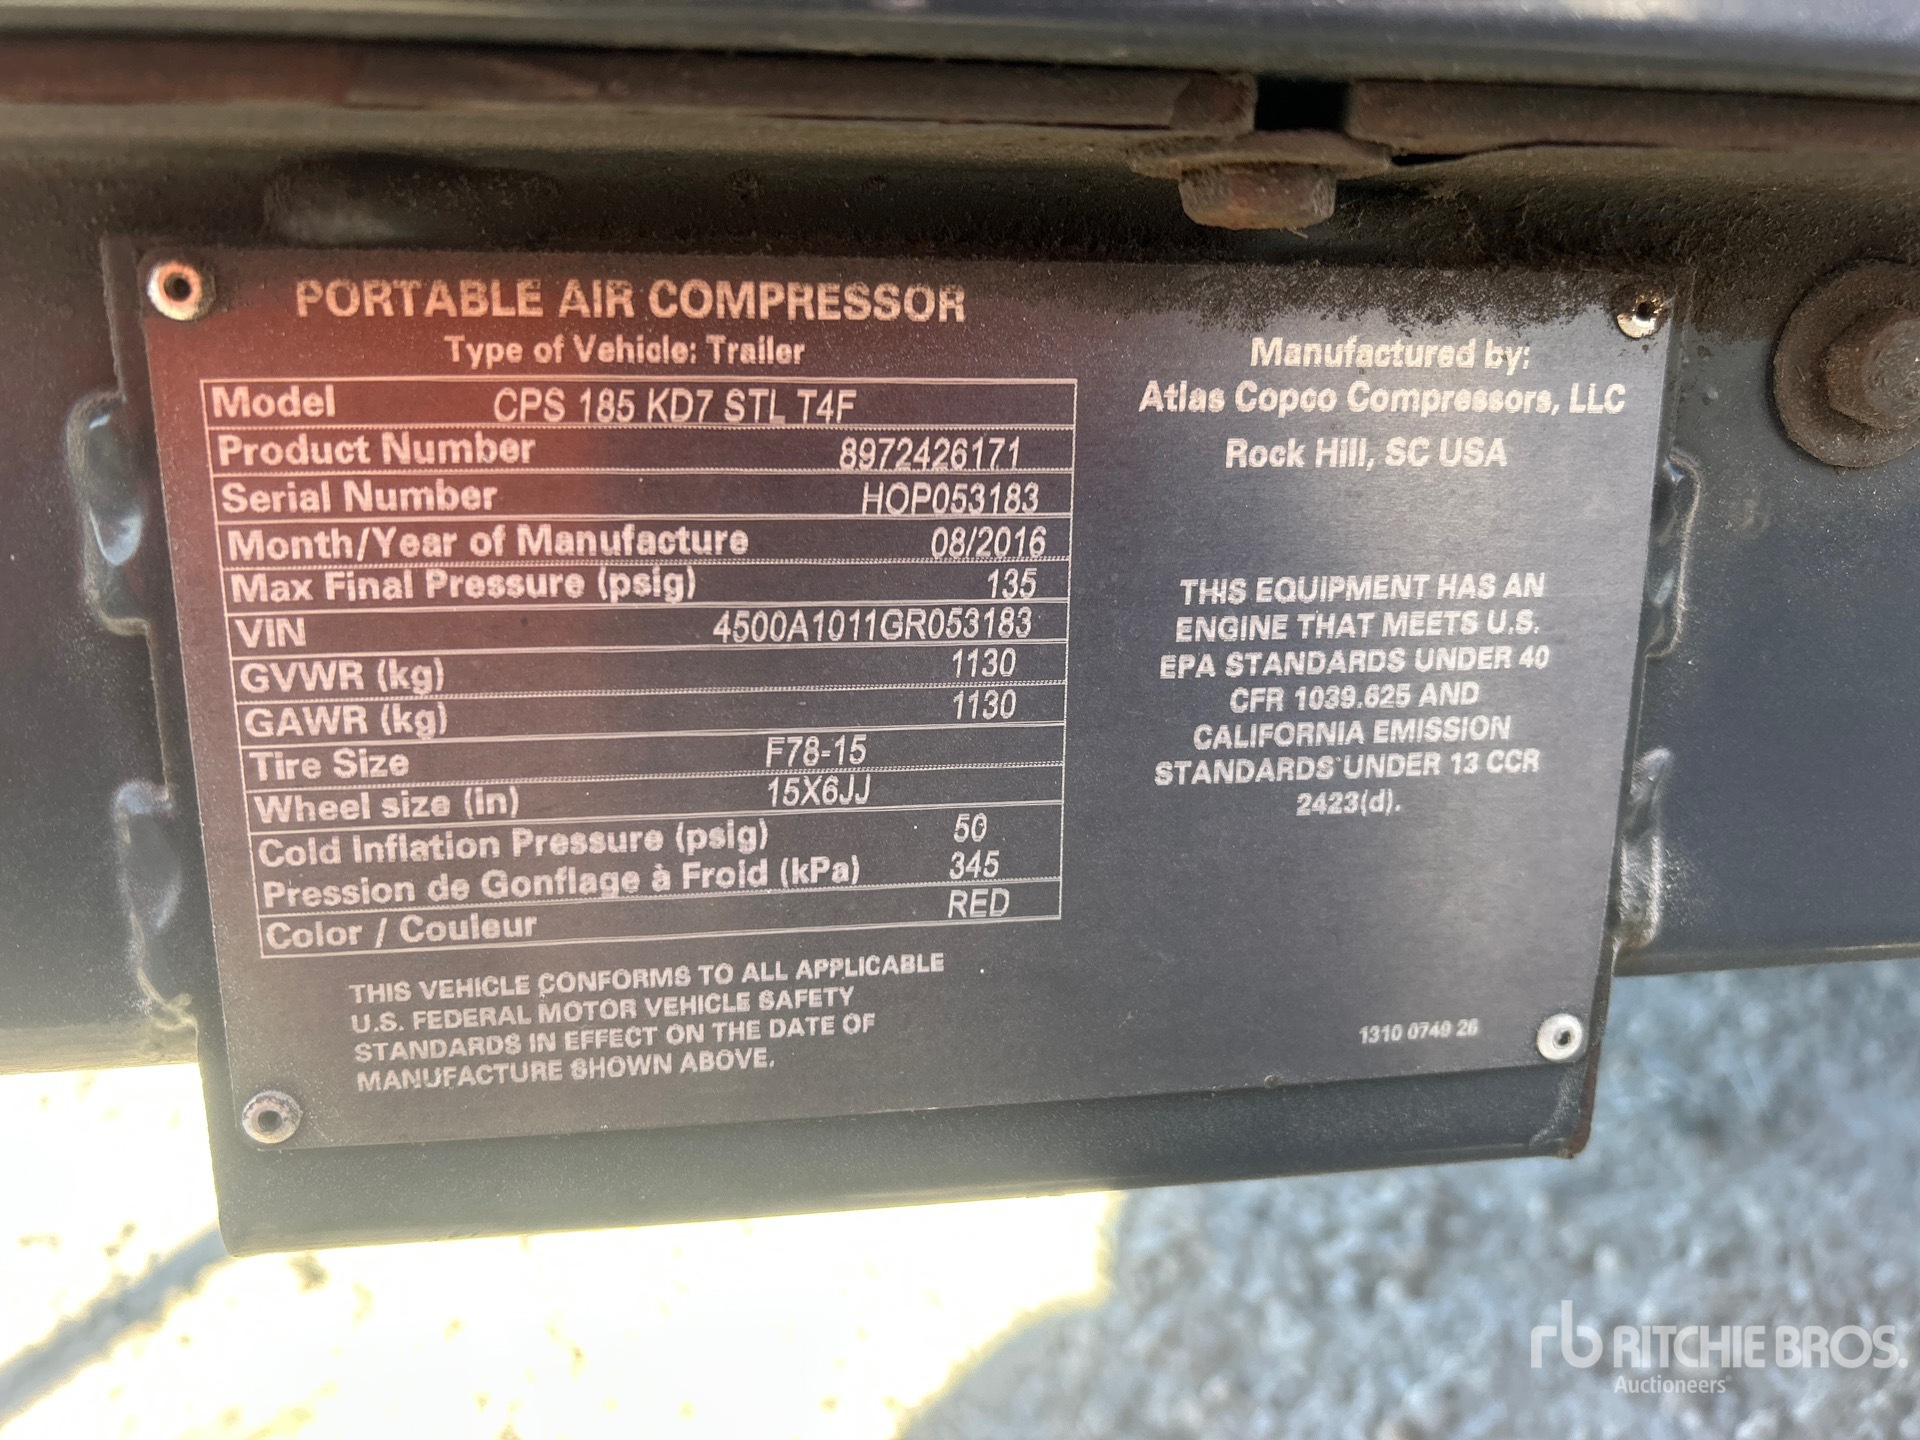 PORTABLE AIR COMPRESSOR
Type of Vehicle: Trailer
Model CPS 185 KD7 STL T4F
Product Number 8972426171
Serial Number HOP053183
Month/Year of Manufacture 08/2016
Max Final Pressure (psig) 135
VIN 4500A1011GR053183
GVWR (kg) 1130
GAWR (kg) 1130
Tire Size F78-15
Wheel size (in) 15X6JJ
Cold Inflation Pressure (psig) 50
Pression de Gonflage à Froid (kPa) 345
Color / Couleur RED
THIS VEHICLE CONFORMS TO ALL APPLICABLE
U.S. FEDERAL MOTOR VEHICLE SAFETY
STANDARDS IN EFFECT ON THE DATE OF
MANUFACTURE SHOWN ABOVE.
Manufactured by:
Atlas Copco Compressors, LLC
Rock Hill, SC USA
THIS EQUIPMENT HAS AN
ENGINE THAT MEETS U.S.
EPA STANDARDS UNDER 40
CFR 1039.625 AND
CALIFORNIA EMISSION
STANDARDS UNDER 13 CCR
2423(d).
1310 0749 26
rb RITCHIE BROS.
Auctioneers